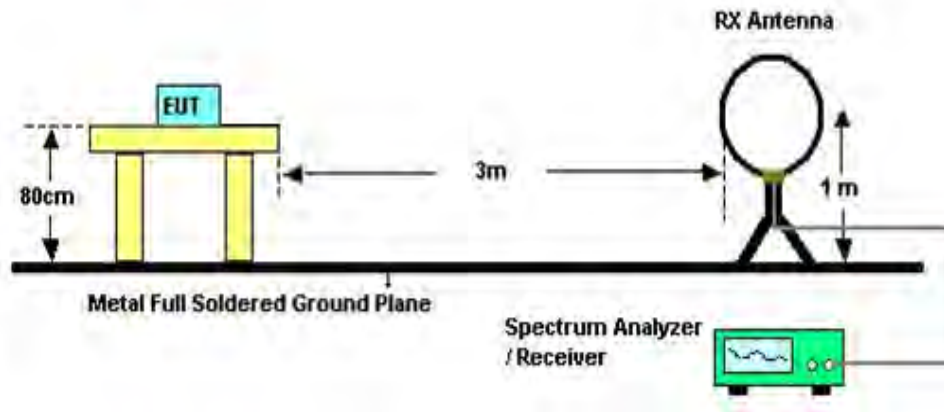 RX Antenna
EUT
80cm
3m
1 m
Metal Full Soldered Ground Plane
Spectrum Analyzer
/ Receiver